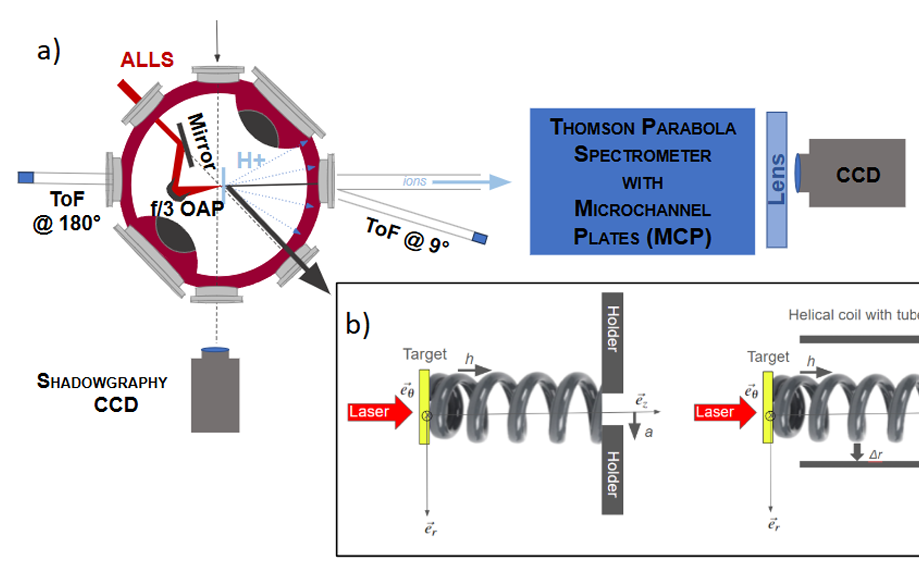 a)
ALLS
Mirror
H+
ions
f/3 OAP
ToF
@ 180°
ToF @ 9°
THOMSON PARABOLA
SPECTROMETER
WITH
MICROCHANNEL
PLATES (MCP)
Lens
CCD
SHADOWGRAPHY
CCD
b)
Target
h
Holder
e⃗θ
Laser
e⃗z
a
Holder
e⃗r
Helical coil with tube
Target
h
e⃗θ
Laser
Δr
e⃗r